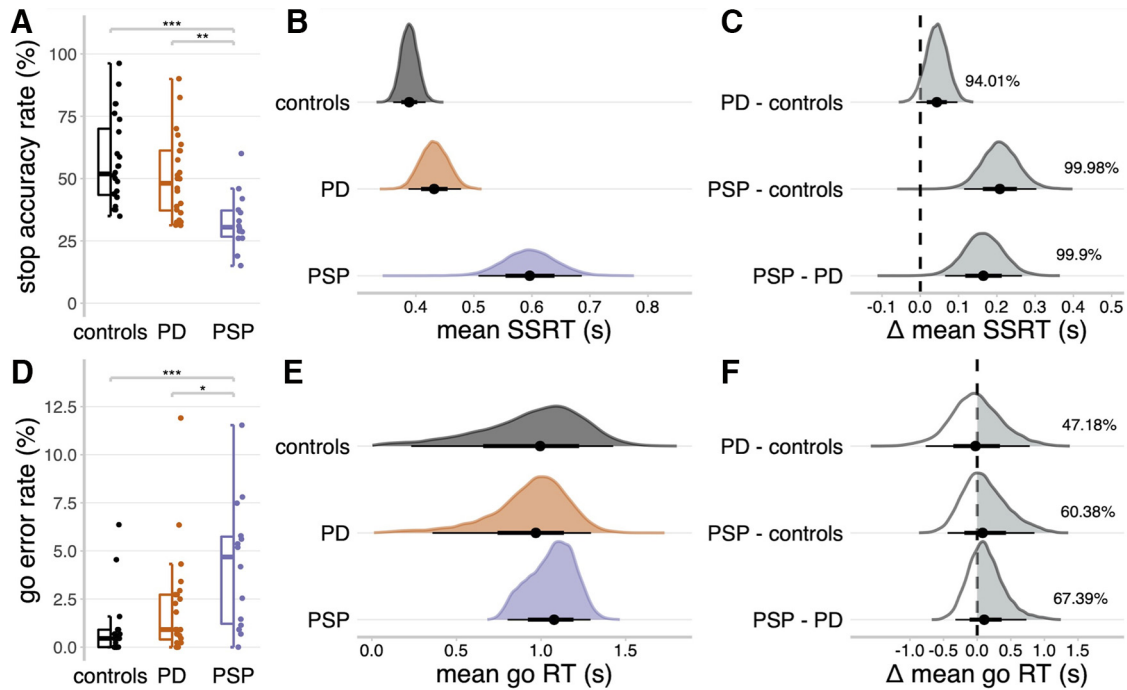 A
stop accuracy rate (%)
***
**
100
75
50
25
0
controls PD PSP
B
controls
PD
PSP
0.4 0.5 0.6 0.7 0.8
mean SSRT (s)
C
PD - controls
94.01%
PSP - controls
99.98%
PSP - PD
99.9%
-0.1 0.0 0.1 0.2 0.3 0.4 0.5
Δ mean SSRT (s)
D
go error rate (%)
***
*
12.5
10.0
7.5
5.0
2.5
0.0
controls PD PSP
E
controls
PD
PSP
0.0 0.5 1.0 1.5
mean go RT (s)
F
PD - controls
47.18%
PSP - controls
60.38%
PSP - PD
67.39%
-1.0 -0.5 0.0 0.5 1.0 1.5
Δ mean go RT (s)